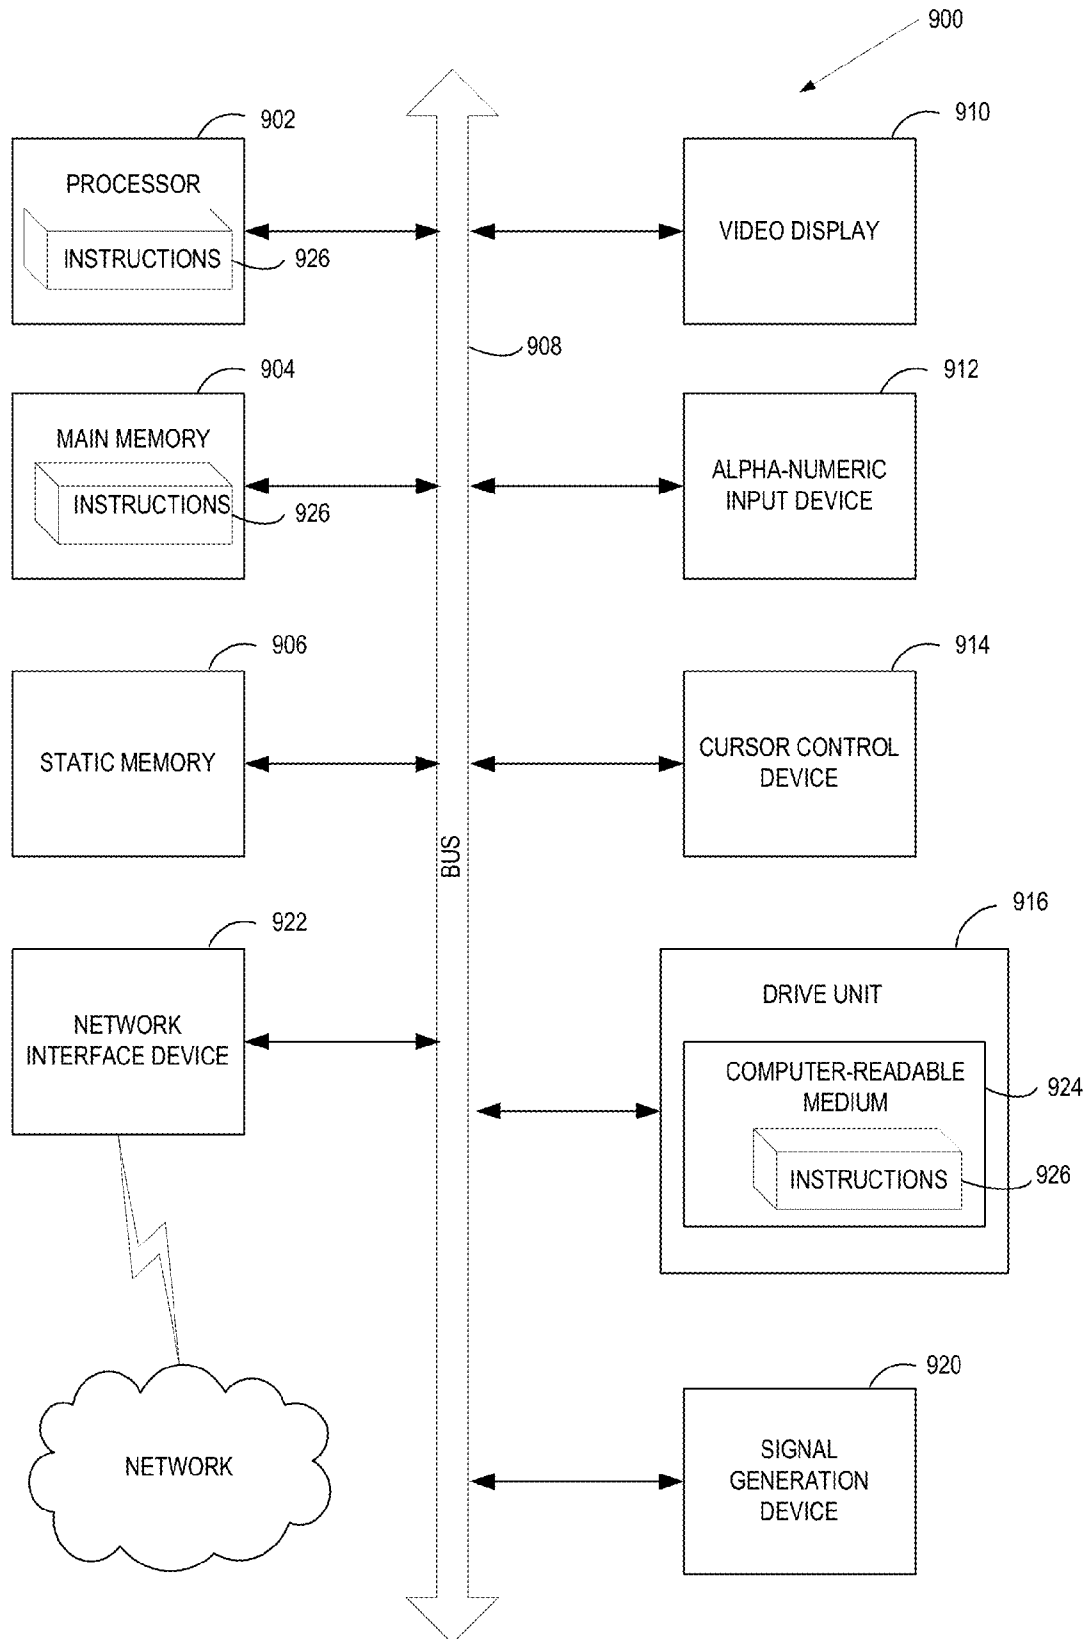 900
902
PROCESSOR
INSTRUCTIONS
926
910
VIDEO DISPLAY
908
904
MAIN MEMORY
INSTRUCTIONS
926
912
ALPHA-NUMERIC
INPUT DEVICE
906
STATIC MEMORY
914
CURSOR CONTROL
DEVICE
BUS
922
NETWORK
INTERFACE DEVICE
916
DRIVE UNIT
COMPUTER-READABLE
MEDIUM
924
INSTRUCTIONS
926
NETWORK
920
SIGNAL
GENERATION
DEVICE